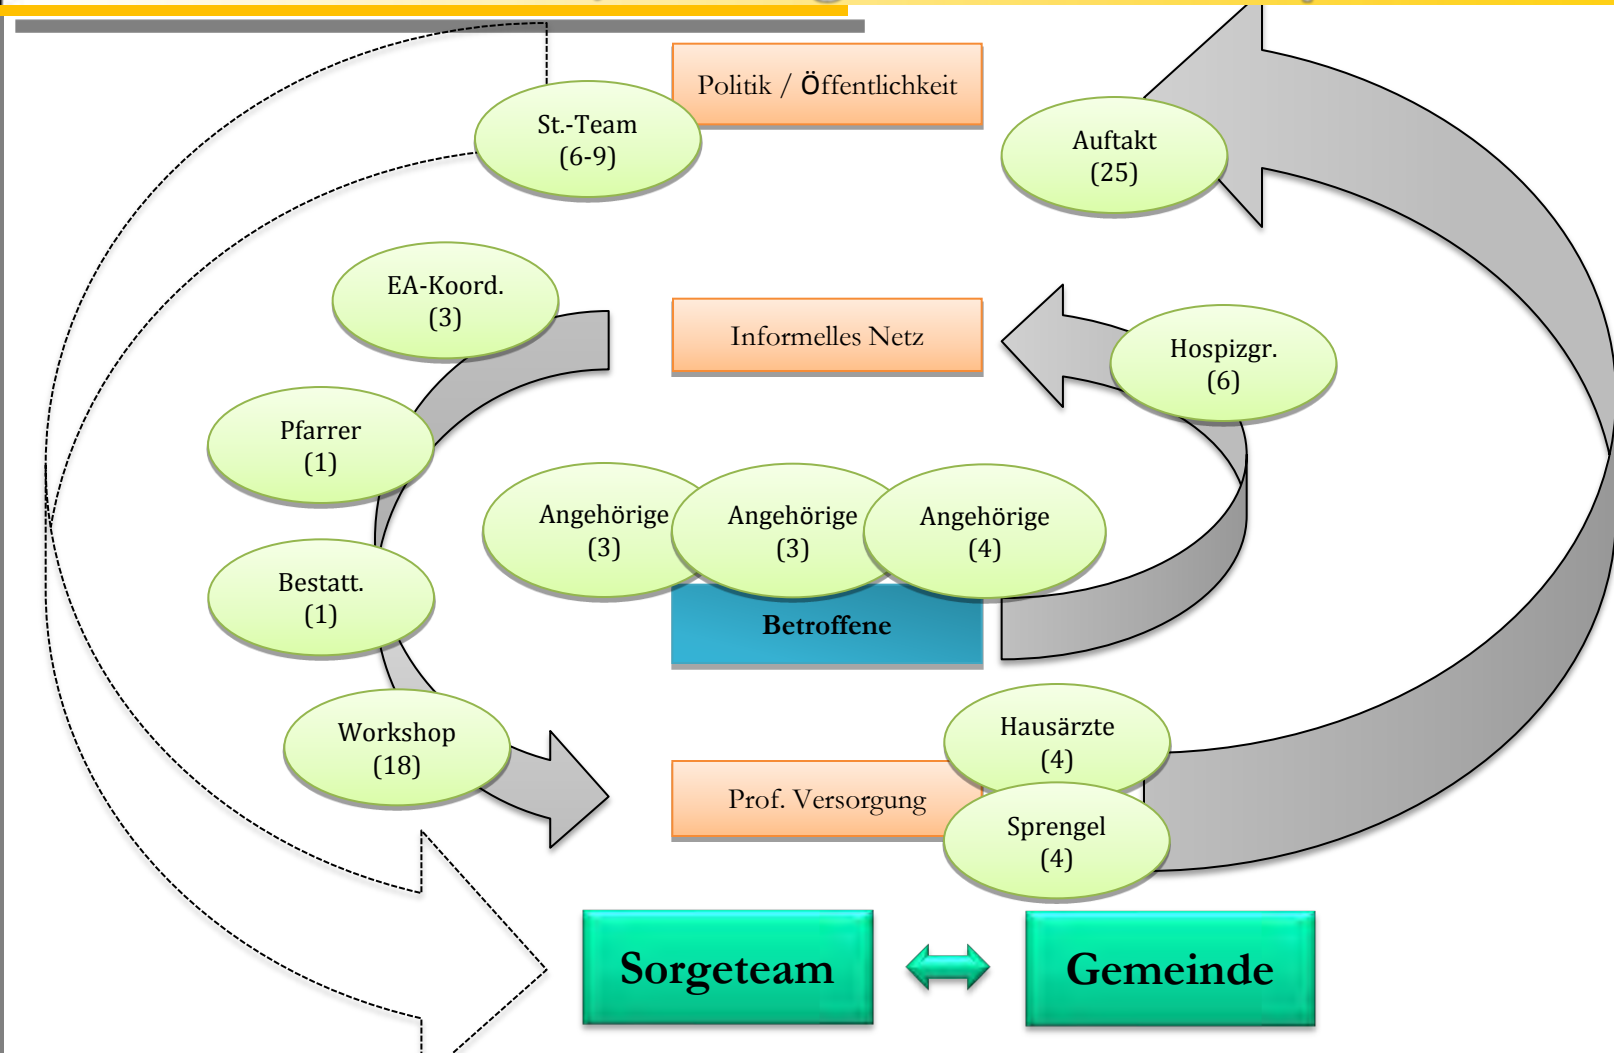 Politik / Öffentlichkeit
St.-Team
(6-9)
Auftakt
(25)
EA-Koord.
(3)
Informelles Netz
Hospizgr.
(6)
Pfarrer
(1)
Angehörige
(3)
Angehörige
(3)
Angehörige
(4)
Bestatt.
(1)
Betroffene
Workshop
(18)
Hausärzte
(4)
Prof. Versorgung
Sprengel
(4)
Sorgeteam
Gemeinde